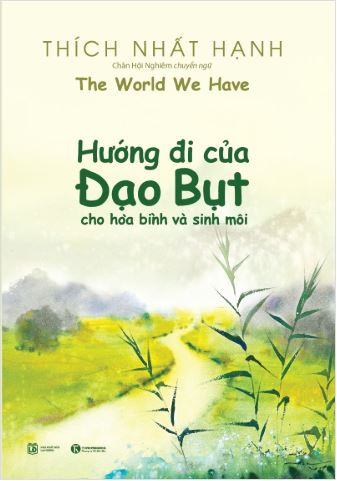 THÍCH NHẤT HẠNH
Chân Hội Nghiêm chuyển ngữ
The World We Have
Hướng đi của
Đạo Bụt
cho hòa bình và sinh môi